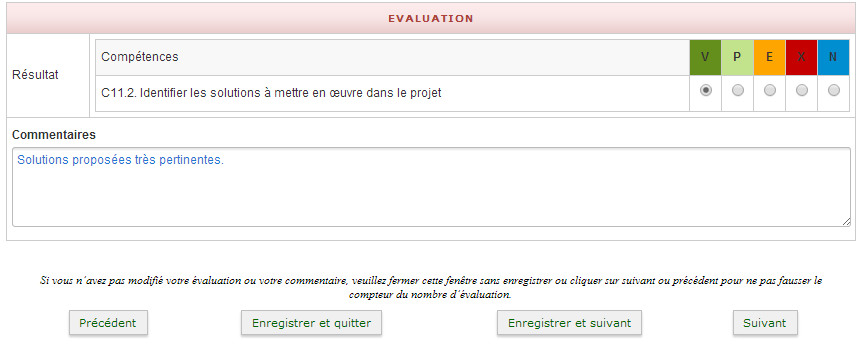 EVALUATION
Résultat
Compétences V P E X N
C11.2. Identifier les solutions à mettre en œuvre dans le projet
Commentaires
Solutions proposées très pertinentes.
Si vous n´avez pas modifié votre évaluation ou votre commentaire, veuillez fermer cette fenêtre sans enregistrer ou cliquer sur suivant ou précédent pour ne pas fausser le
compteur du nombre d´évaluation.
Précédent Enregistrer et quitter Enregistrer et suivant Suivant